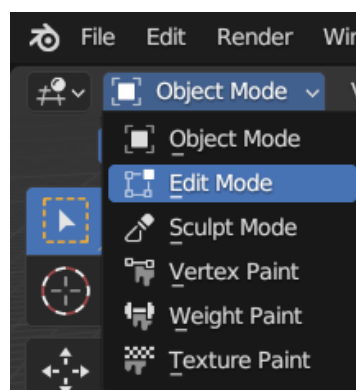 File Edit Render
Object Mode
Object Mode
Edit Mode
Sculpt Mode
Vertex Paint
Weight Paint
Texture Paint